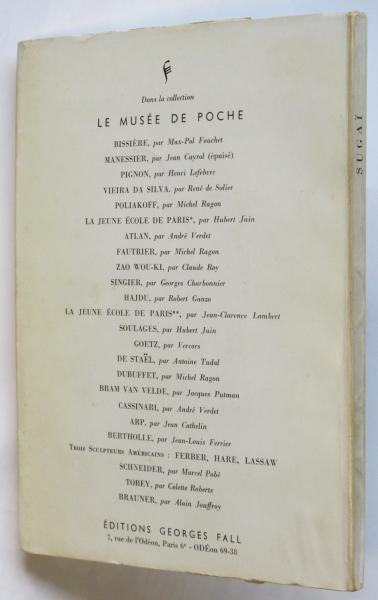 Dans la collection
LE MUSÉE DE POCHE
BISSIÈRE, par Max-Pol Fouchet
MANESSIER, par Jean Cayrol (épuisé)
PIGNON, par Henri Lefebvre
VIEIRA DA SILVA, par René de Solier
POLIAKOFF, par Michel Ragon
LA JEUNE ÉCOLE DE PARIS*, par Hubert Juin
ATLAN, par André Verdet
FAUTRIER, par Michel Ragon
ZAO WOU-KI, par Claude Roy
SINGIER, par Georges Charbonnier
HAJDU, par Robert Ganzo
LA JEUNE ÉCOLE DE PARIS**, par Jean-Clarence Lambert
SOULAGES, par Hubert Juin
GOETZ, par Vercors
DE STAËL, par Antoine Tudal
DUBUFFET, par Michel Ragon
BRAM VAN VELDE, par Jacques Putman
CASSINARI, par André Verdet
ARP, par Jean Cathelin
BERTHOLLE, par Jean-Louis Ferrier
TROIS SCULPTEURS AMÉRICAINS : FERBER, HARE, LASSAW
SCHNEIDER, par Marcel Pobé
TOBEY, par Colette Roberts
BRAUNER, par Alain Jouffroy
ÉDITIONS GEORGES FALL
7, rue de l'Odéon, Paris 6e - ODÉon 69-38
SUGAÏ